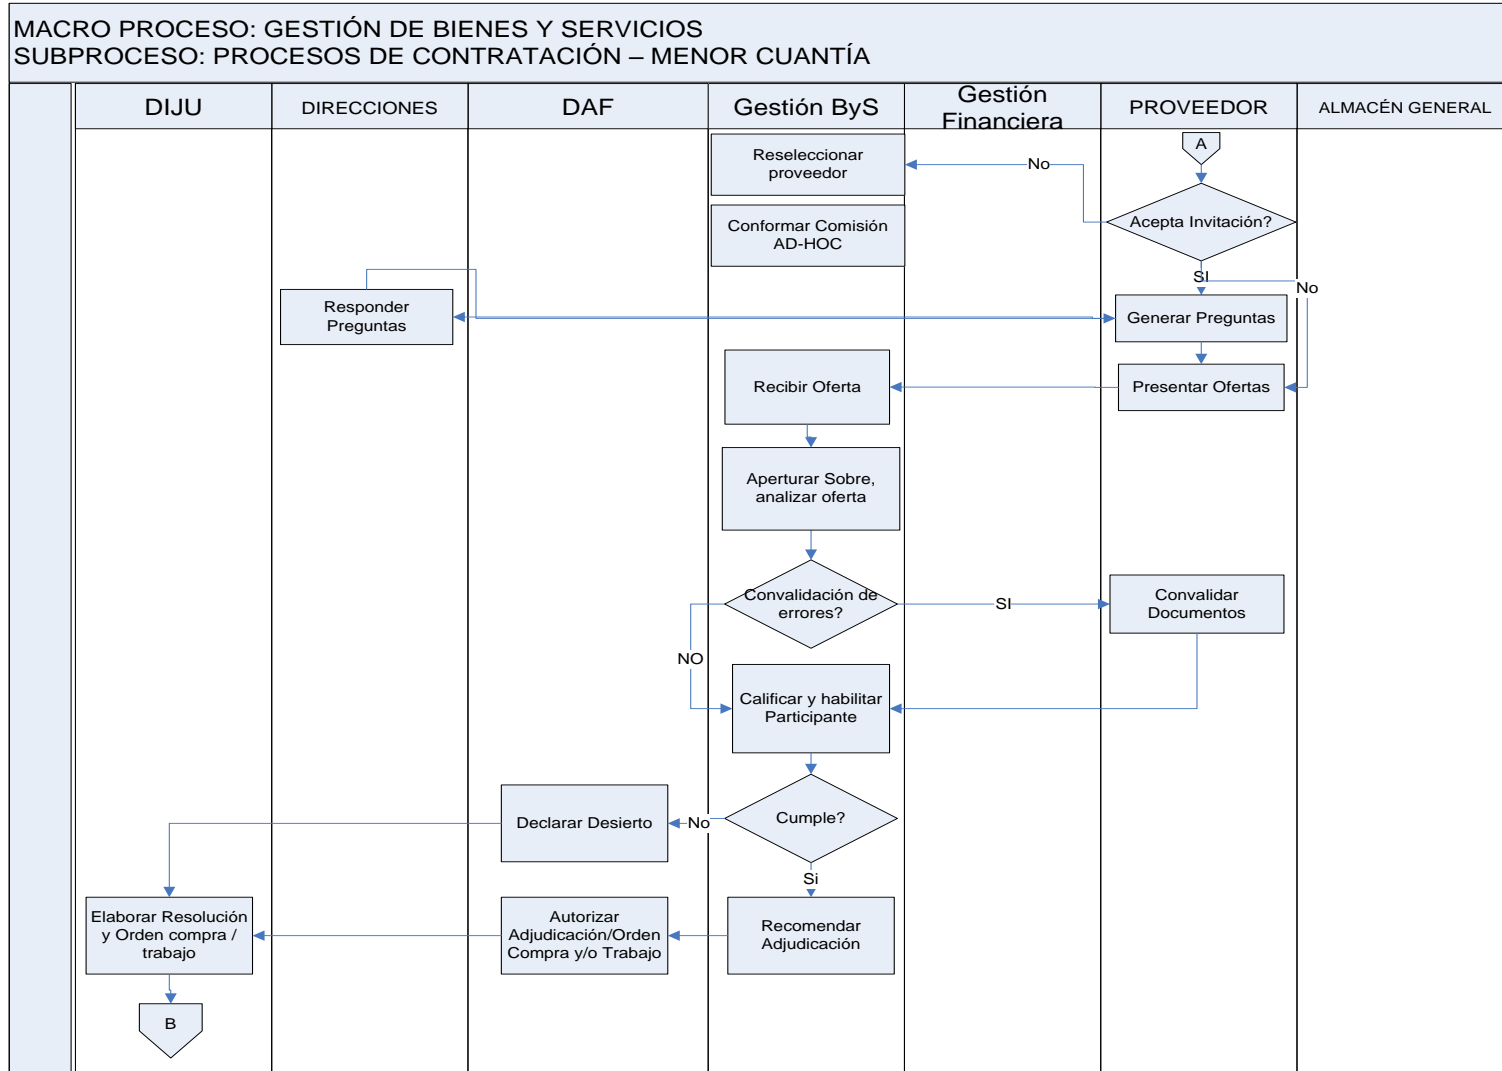 MACRO PROCESO: GESTIÓN DE BIENES Y SERVICIOS
SUBPROCESO: PROCESOS DE CONTRATACIÓN – MENOR CUANTÍA
DIJU
DIRECCIONES
DAF
Gestión ByS
Gestión
Financiera
PROVEEDOR
ALMACÉN GENERAL
A
Reseleccionar
proveedor
No
Acepta Invitación?
Conformar Comisión
AD-HOC
SI
No
Responder
Preguntas
Generar Preguntas
Recibir Oferta
Presentar Ofertas
Aperturar Sobre,
analizar oferta
Convalidación de
errores?
SI
Convalidar
Documentos
NO
Calificar y habilitar
Participante
Declarar Desierto
No
Cumple?
Si
Elaborar Resolución
y Orden compra /
trabajo
Autorizar
Adjudicación/Orden
Compra y/o Trabajo
Recomendar
Adjudicación
B